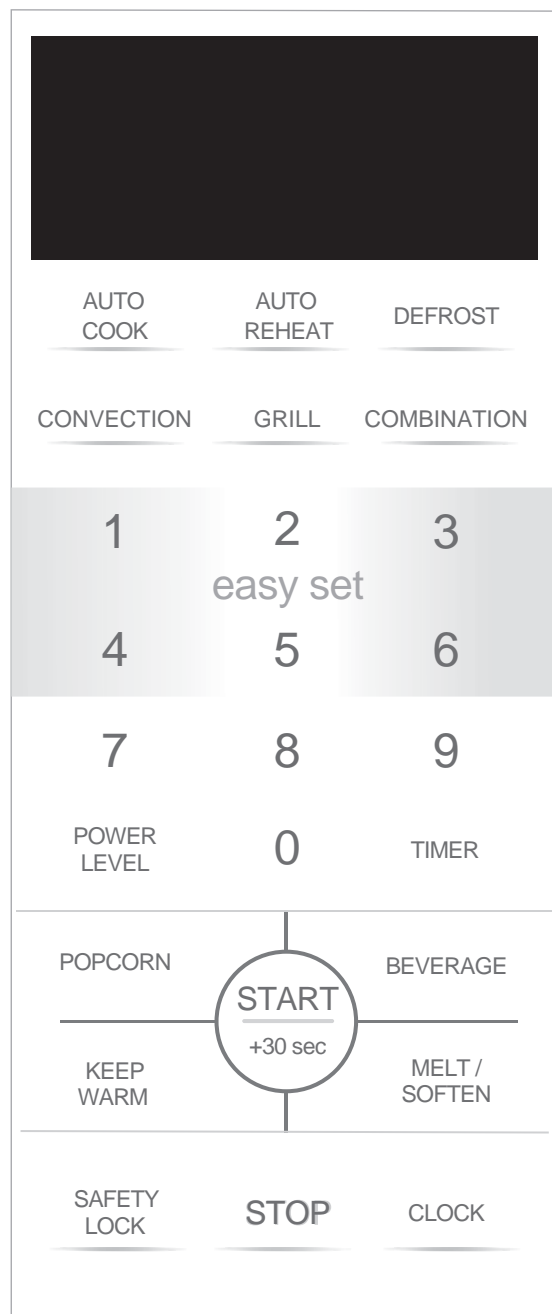 AUTO
COOK
AUTO
REHEAT
DEFROST
CONVECTION
GRILL
COMBINATION
1
2
3
easy set
4
5
6
7
8
9
POWER
LEVEL
0
TIMER
POPCORN
START
+30 sec
BEVERAGE
KEEP
WARM
MELT /
SOFTEN
SAFETY
LOCK
STOP
CLOCK